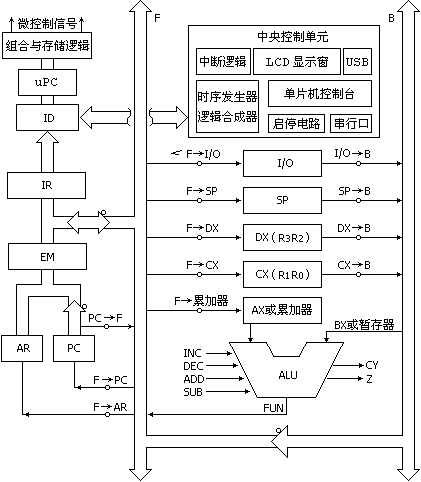 微控制信号
F
B
组合与存储逻辑
uPC
ID
IR
EM
AR
PC
PC→F
F→PC
F→AR
中央控制单元
中断逻辑
LCD 显示窗
USB
时序发生器
逻辑合成器
单片机控制台
启停电路
串行口
F→I/O
I/O
I/O→B
F→SP
SP
SP→B
F→DX
DX(R3R2)
DX→B
F→CX
CX(R1R0)
CX→B
F→累加器
AX或累加器
BX或暂存器
INC
DEC
ADD
SUB
ALU
CY
Z
FUN